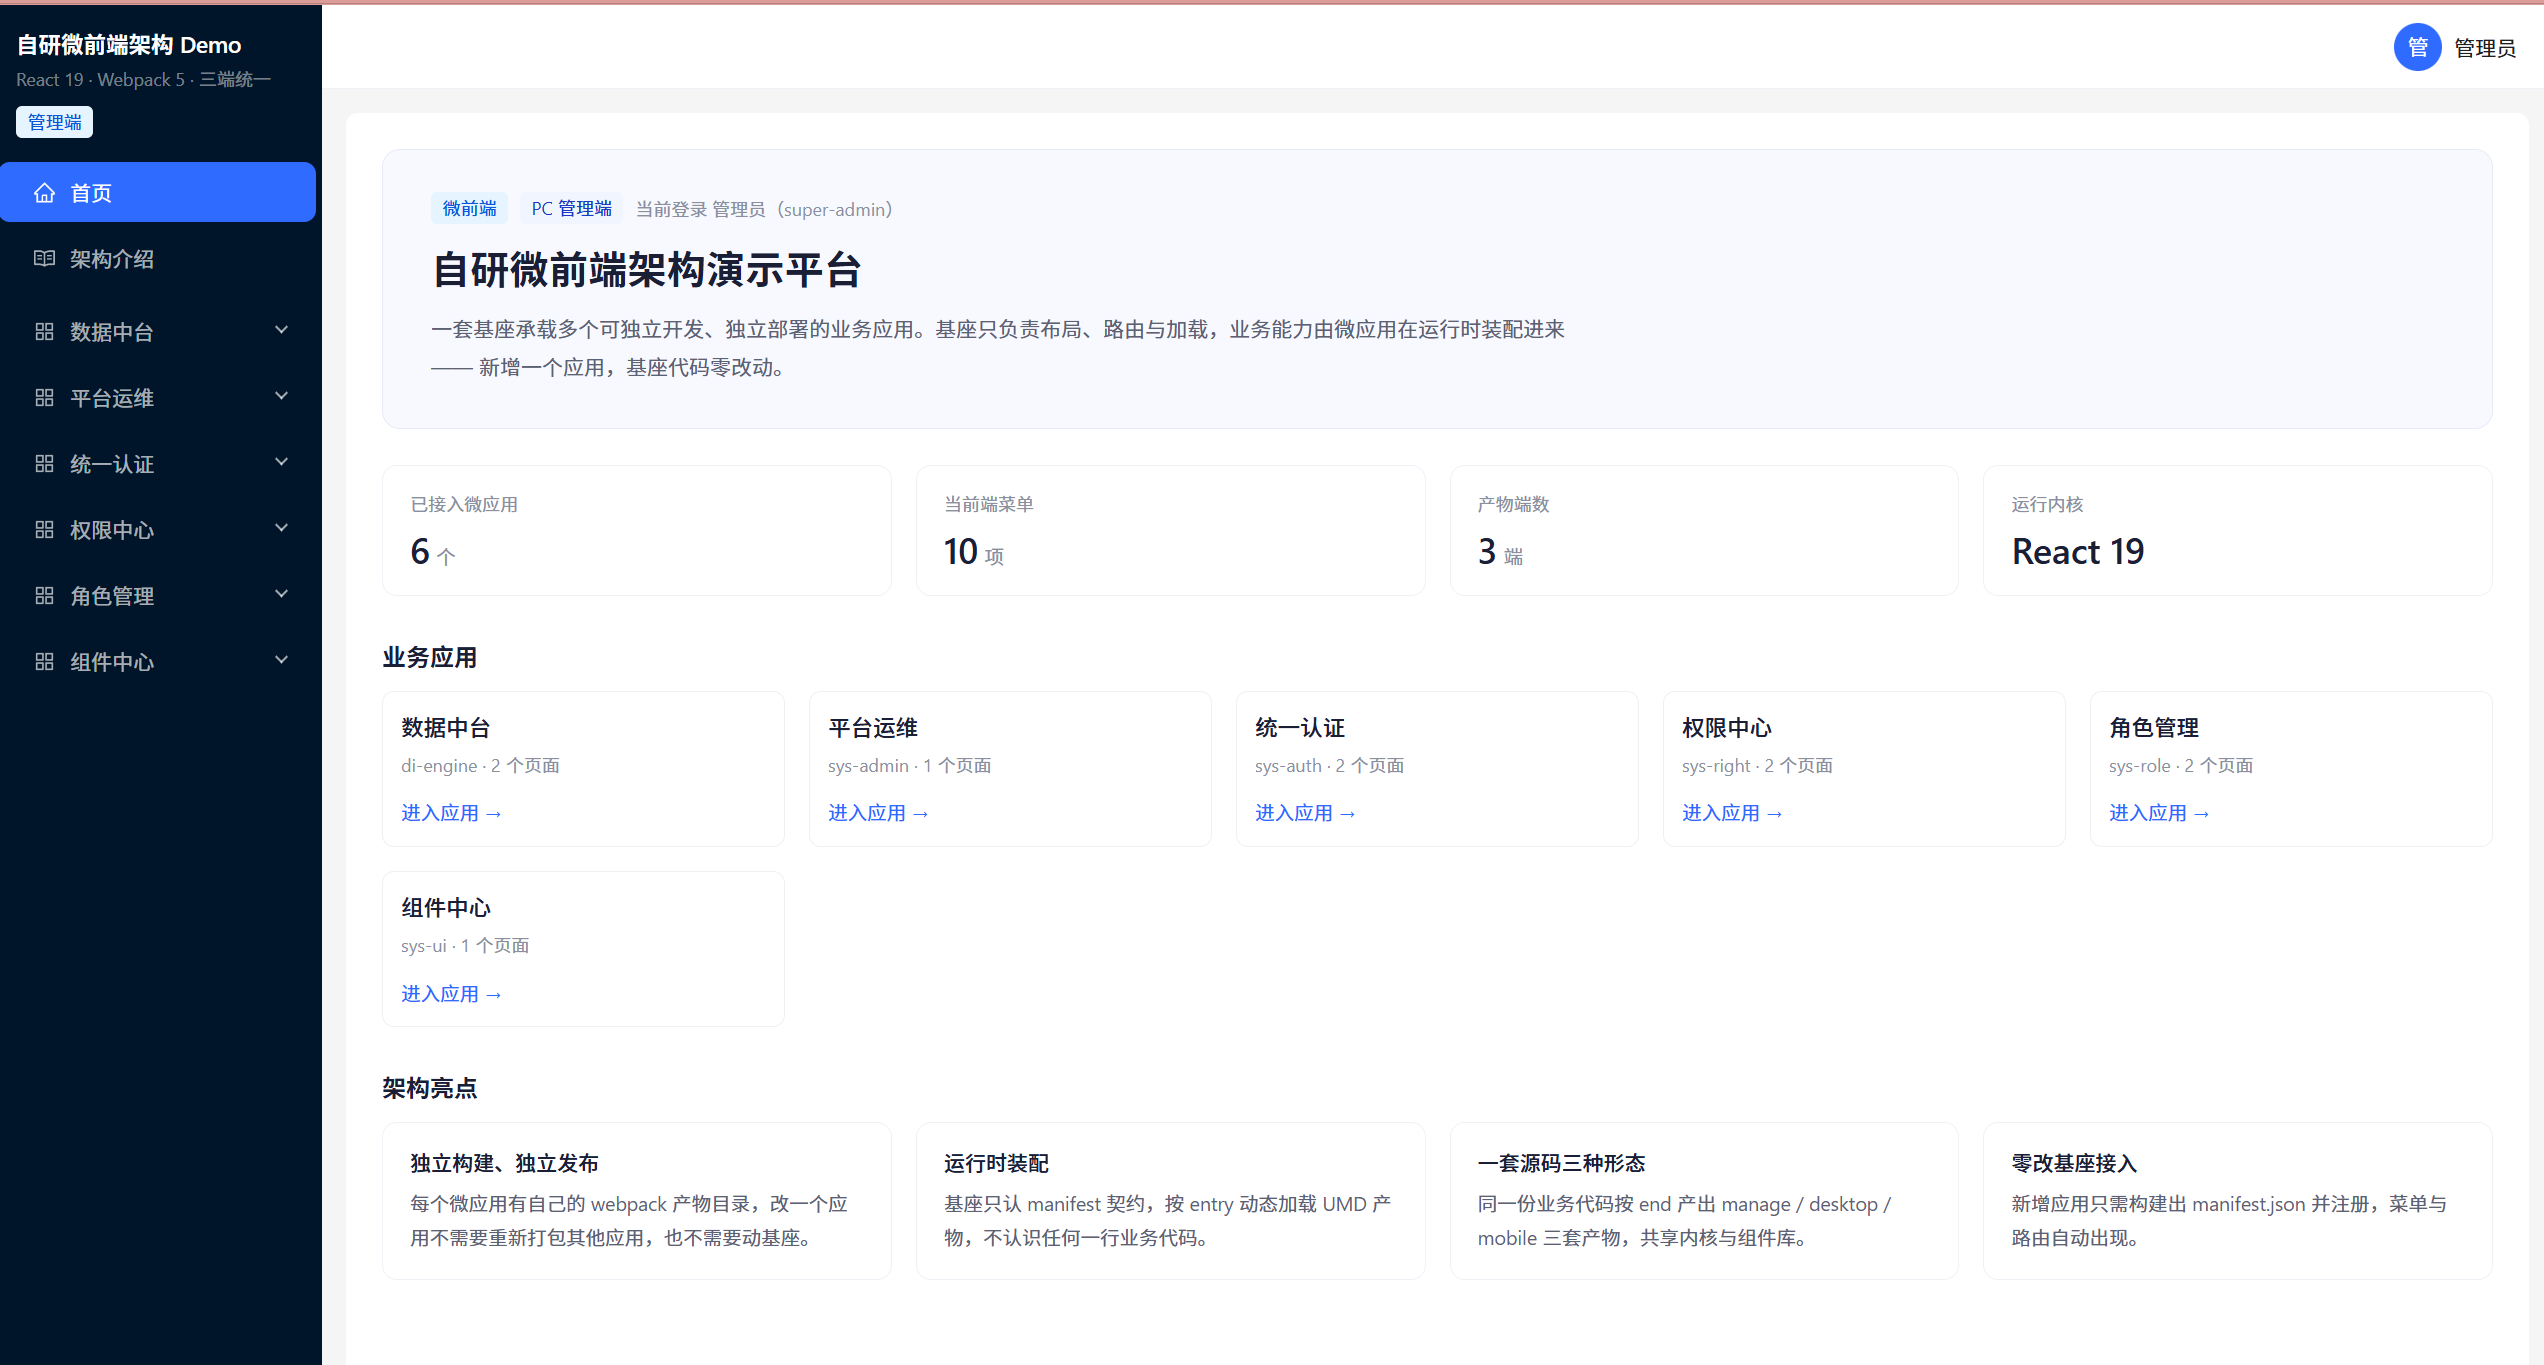 自研微前端架构 Demo
React 19 · Webpack 5 · 三端统一
管理端
首页
架构介绍
数据中台
平台运维
统一认证
权限中心
角色管理
组件中心
管 管理员
微前端 PC 管理端 当前登录 管理员（super-admin）
自研微前端架构演示平台
一套基座承载多个可独立开发、独立部署的业务应用。基座只负责布局、路由与加载，业务能力由微应用在运行时装配进来
—— 新增一个应用，基座代码零改动。
已接入微应用
6 个
当前端菜单
10 项
产物端数
3 端
运行内核
React 19
业务应用
数据中台
di-engine · 2 个页面
进入应用 →
平台运维
sys-admin · 1 个页面
进入应用 →
统一认证
sys-auth · 2 个页面
进入应用 →
权限中心
sys-right · 2 个页面
进入应用 →
角色管理
sys-role · 2 个页面
进入应用 →
组件中心
sys-ui · 1 个页面
进入应用 →
架构亮点
独立构建、独立发布
每个微应用有自己的 webpack 产物目录，改一个应
用不需要重新打包其他应用，也不需要动基座。
运行时装配
基座只认 manifest 契约，按 entry 动态加载 UMD 产
物，不认识任何一行业务代码。
一套源码三种形态
同一份业务代码按 end 产出 manage / desktop /
mobile 三套产物，共享内核与组件库。
零改基座接入
新增应用只需构建出 manifest.json 并注册，菜单与
路由自动出现。